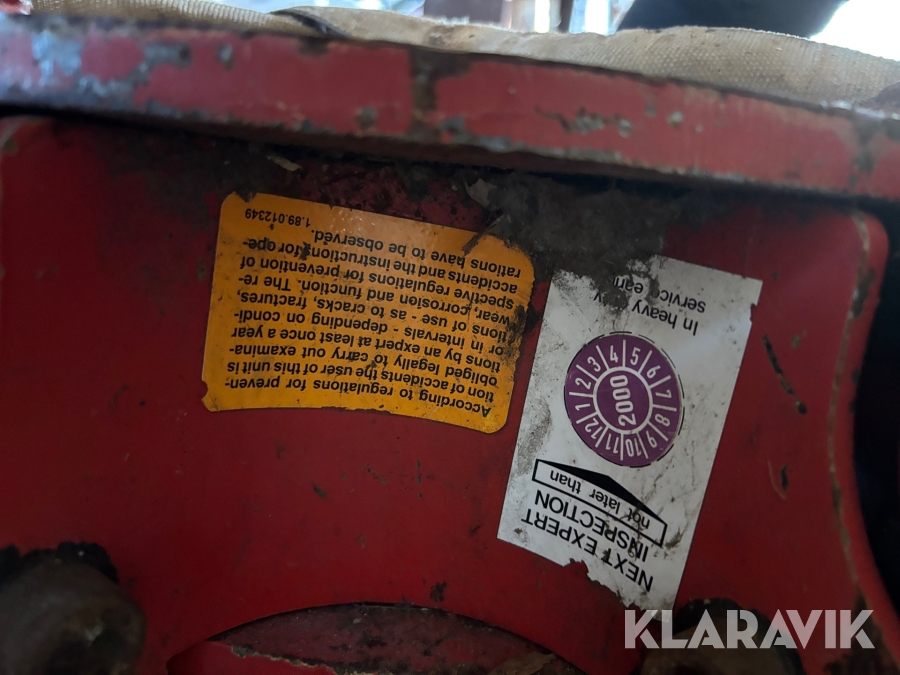 According to regulations for preven-
tion of accidents the user of this unit is
obliged legally to carry out examina-
tions by an expert at least once a year
or in intervals - depending on condi-
tions of use - as to cracks, fractures,
wear, corrosion and function. The re-
spective regulations for prevention of
accidents and the instructions for ope-
rations have to be observed.
1.89.012349
NEXT EXPERT
INSPECTION
not later than
1 2 3 4 5 6 7 8 9 10 11 12
2000
In heavy
service
KLARAVIK